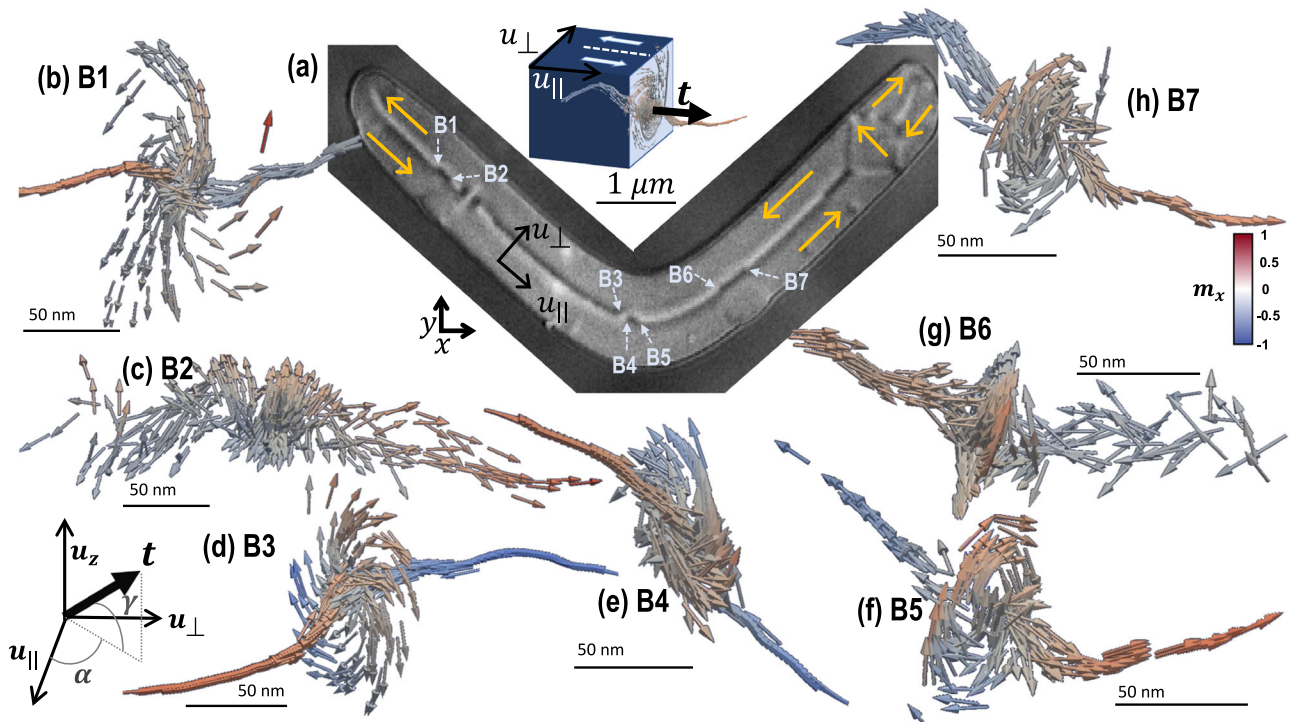 (a)
u⊥
u||
t
1 μm
B1
B2
u⊥
u||
y
x
B3
B4
B5
B6
B7
(b) B1
50 nm
(h) B7
50 nm
1
0.5
0
-0.5
-1
mx
(c) B2
50 nm
(g) B6
50 nm
uz
t
γ
u⊥
u||
α
(d) B3
50 nm
(e) B4
50 nm
(f) B5
50 nm